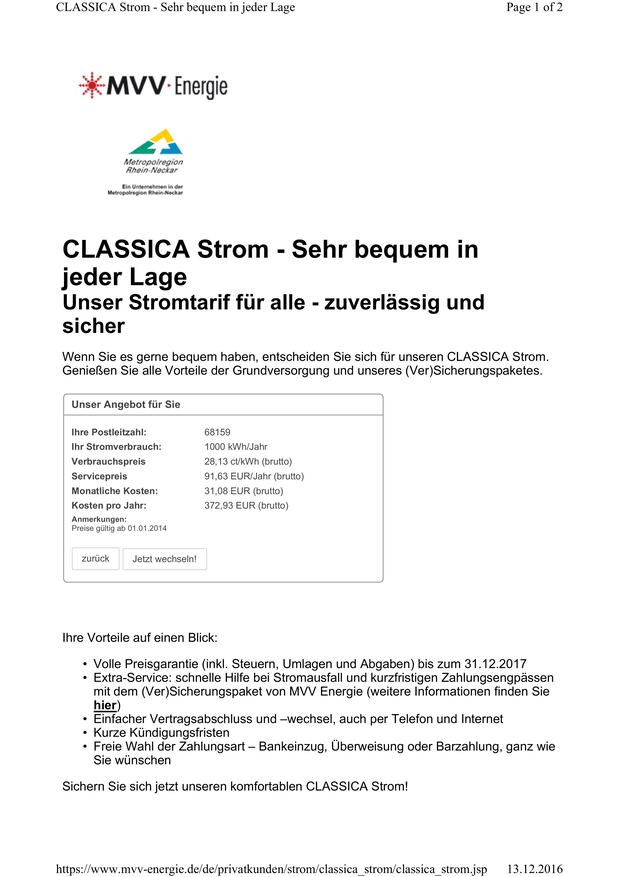 CLASSICA Strom - Sehr bequem in jeder Lage Page 1 of 2
MVV Energie
Metropolregion
Rhein-Neckar
Ein Unternehmen in der
Metropolregion Rhein-Neckar
CLASSICA Strom - Sehr bequem in
jeder Lage
Unser Stromtarif für alle - zuverlässig und
sicher
Wenn Sie es gerne bequem haben, entscheiden Sie sich für unseren CLASSICA Strom.
Genießen Sie alle Vorteile der Grundversorgung und unseres (Ver)Sicherungspaketes.
Unser Angebot für Sie
Ihre Postleitzahl: 68159
Ihr Stromverbrauch: 1000 kWh/Jahr
Verbrauchspreis 28,13 ct/kWh (brutto)
Servicepreis 91,63 EUR/Jahr (brutto)
Monatliche Kosten: 31,08 EUR (brutto)
Kosten pro Jahr: 372,93 EUR (brutto)
Anmerkungen:
Preise gültig ab 01.01.2014
zurück Jetzt wechseln!
Ihre Vorteile auf einen Blick:
• Volle Preisgarantie (inkl. Steuern, Umlagen und Abgaben) bis zum 31.12.2017
• Extra-Service: schnelle Hilfe bei Stromausfall und kurzfristigen Zahlungsengpässen
mit dem (Ver)Sicherungspaket von MVV Energie (weitere Informationen finden Sie
hier)
• Einfacher Vertragsabschluss und –wechsel, auch per Telefon und Internet
• Kurze Kündigungsfristen
• Freie Wahl der Zahlungsart – Bankeinzug, Überweisung oder Barzahlung, ganz wie
Sie wünschen
Sichern Sie sich jetzt unseren komfortablen CLASSICA Strom!
https://www.mvv-energie.de/de/privatkunden/strom/classica_strom/classica_strom.jsp 13.12.2016